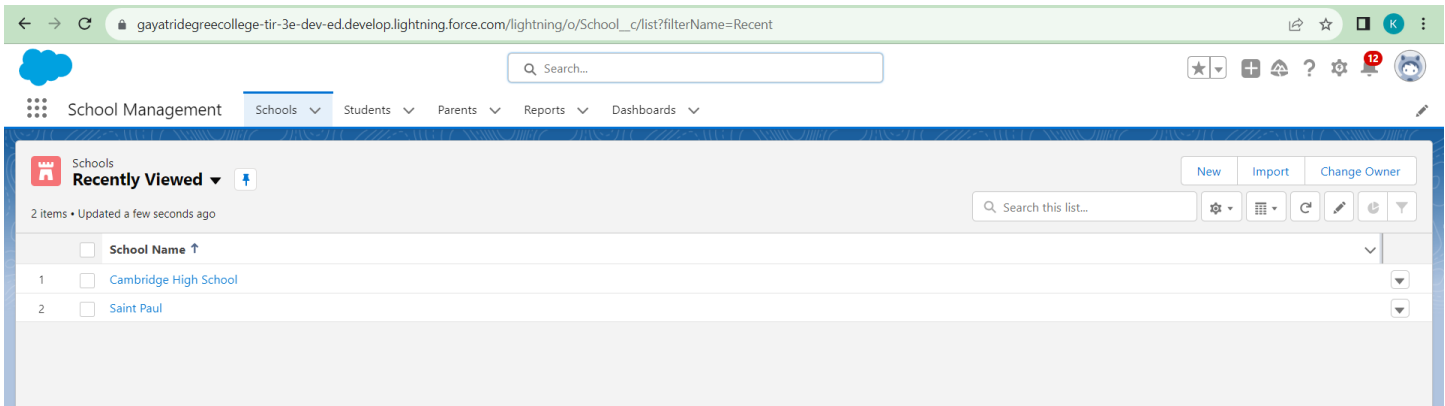 gayatridegreecollege-tir-3e-dev-ed.develop.lightning.force.com/lightning/o/School__c/list?filterName=Recent
K
Search...
12
School Management Schools Students Parents Reports Dashboards
Schools
Recently Viewed
New Import Change Owner
2 items • Updated a few seconds ago
Search this list...
School Name ↑
1 Cambridge High School
2 Saint Paul